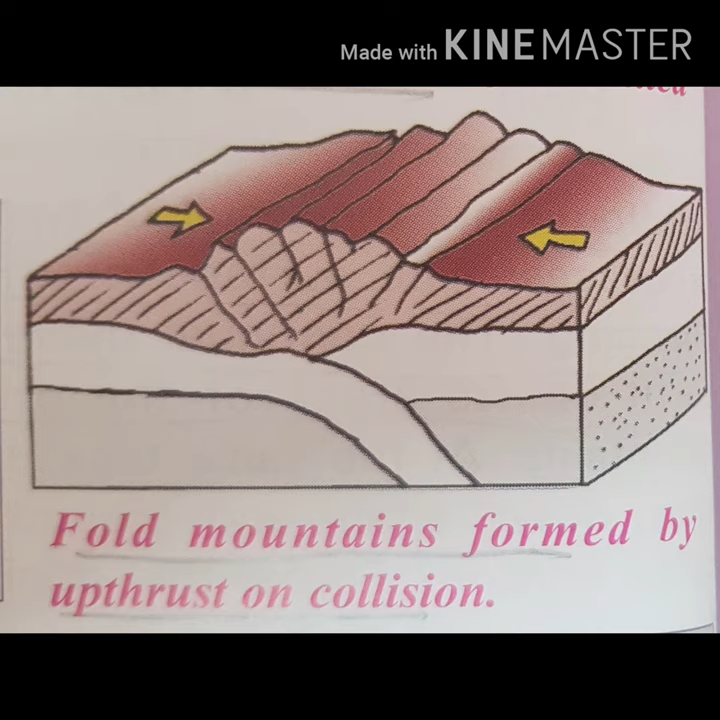 Made with KINEMASTER
Fold mountains formed by
upthrust on collision.